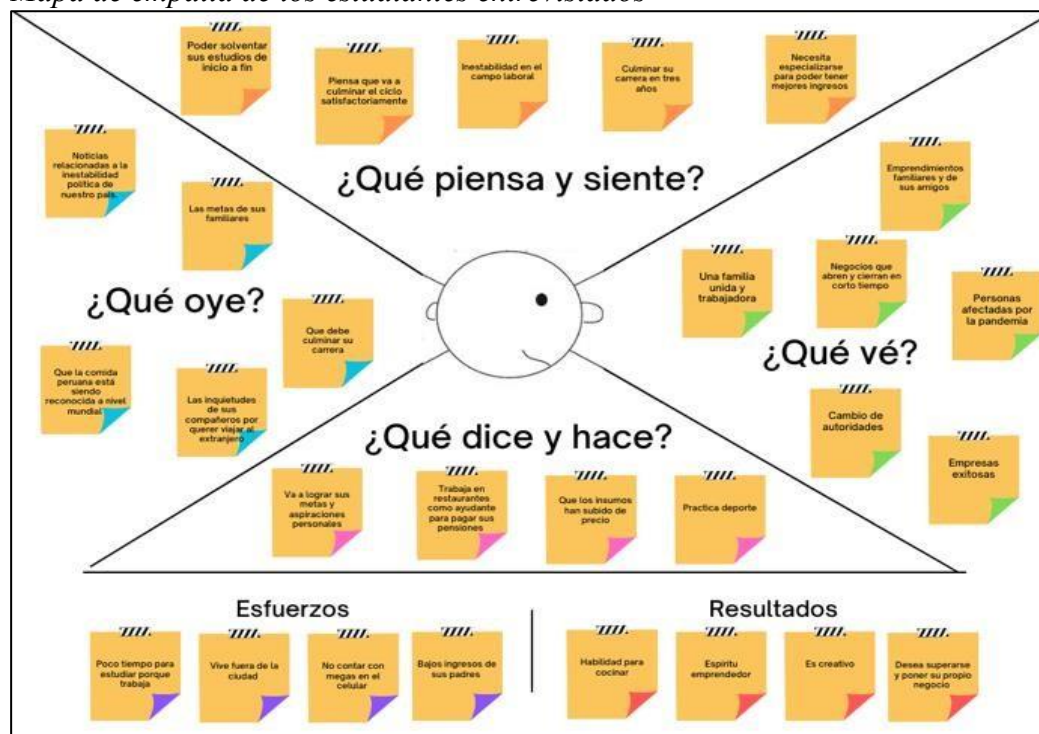 Mapa de empatía de los estudiantes entrevistados
Poder solventar
sus estudios de
inicio a fin
Piensa que va a
culminar el ciclo
satisfactoriamente
Inestabilidad en el
campo laboral
Culminar su
carrera en tres
años
Necesita
especializarse
para poder tener
mejores ingresos
¿Qué piensa y siente?
Noticias
relacionadas a la
inestabilidad
política de
nuestro país.
Las metas de sus
familiares
¿Qué oye?
Que debe
culminar su
carrera
Que la comida
peruana está
siendo
reconocida a nivel
mundial
Las inquietudes
de sus
compañeros por
querer viajar al
extranjero
Emprendimientos
familiares y de
sus amigos
Una familia
unida y
trabajadora
Negocios que
abren y cierran en
corto tiempo
Personas
afectadas por
la pandemia
¿Qué vé?
Cambio de
autoridades
Empresas
exitosas
¿Qué dice y hace?
Va a lograr sus
metas y
aspiraciones
personales
Trabaja en
restaurantes
como ayudante
para pagar sus
pensiones
Que los insumos
han subido de
precio
Practica deporte
Esfuerzos
Poco tiempo para
estudiar porque
trabaja
Vive fuera de la
ciudad
No contar con
megas en el
celular
Bajos ingresos de
sus padres
Resultados
Habilidad para
cocinar
Espíritu
emprendedor
Es creativo
Desea superarse
y poner su propio
negocio